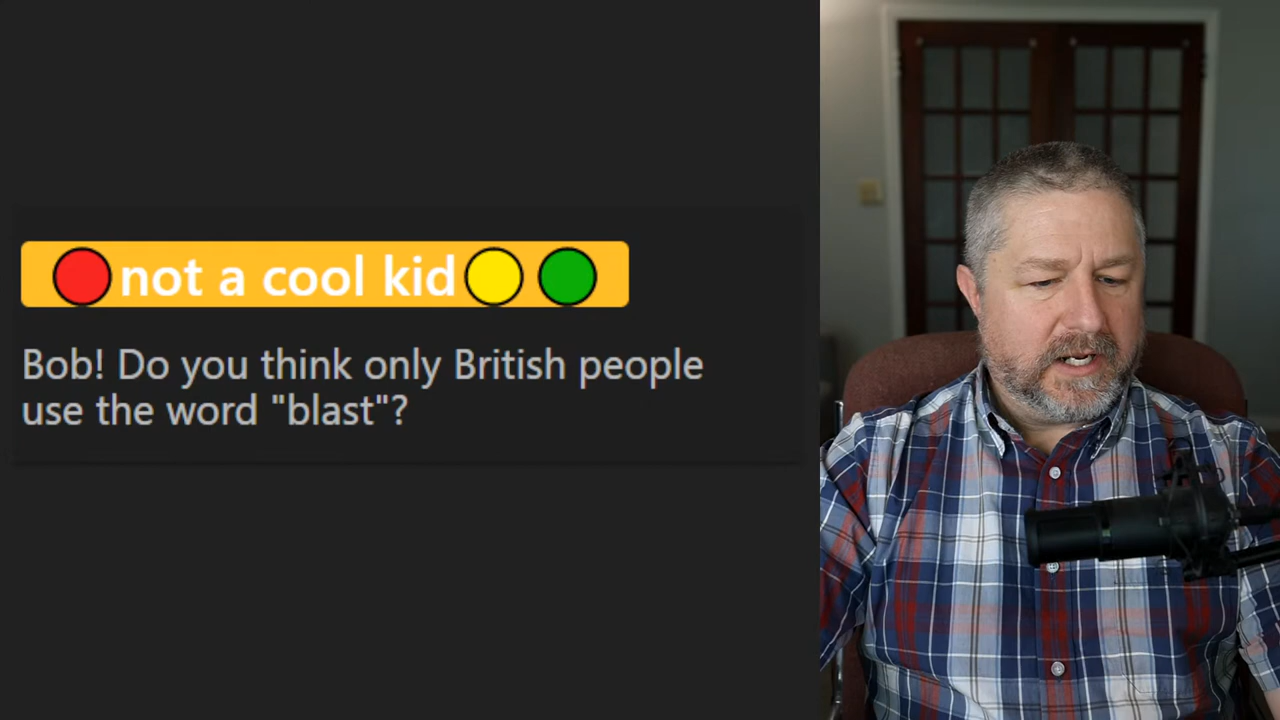 not a cool kid
Bob! Do you think only British people
use the word "blast"?